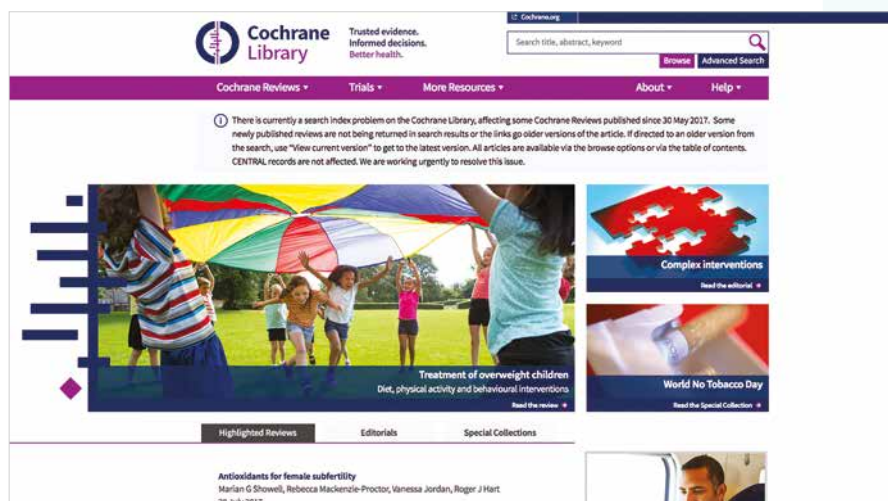 Cochrane.org
Cochrane
Library
Trusted evidence.
Informed decisions.
Better health.
Search title, abstract, keyword
Browse
Advanced Search
Cochrane Reviews
Trials
More Resources
About
Help
There is currently a search index problem on the Cochrane Library, affecting some Cochrane Reviews published since 30 May 2017. Some
newly published reviews are not being returned in search results or the links go older versions of the article. If directed to an older version from
the search, use "View current version" to get to the latest version. All articles are available via the browse options or via the table of contents.
CENTRAL records are not affected. We are working urgently to resolve this issue.
Treatment of overweight children
Diet, physical activity and behavioural interventions
Read the review
Complex interventions
Read the editorial
World No Tobacco Day
Read the Special Collection
Highlighted Reviews
Editorials
Special Collections
Antioxidants for female subfertility
Marian G Showell, Rebecca Mackenzie-Proctor, Vanessa Jordan, Roger J Hart